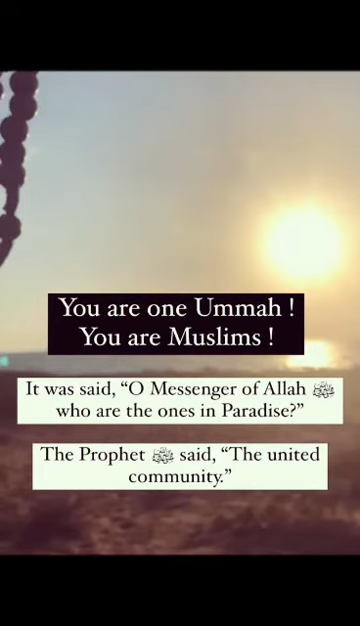 You are one Ummah !
You are Muslims !
It was said, “O Messenger of Allah ﷺ
who are the ones in Paradise?”
The Prophet ﷺ said, “The united
community.”